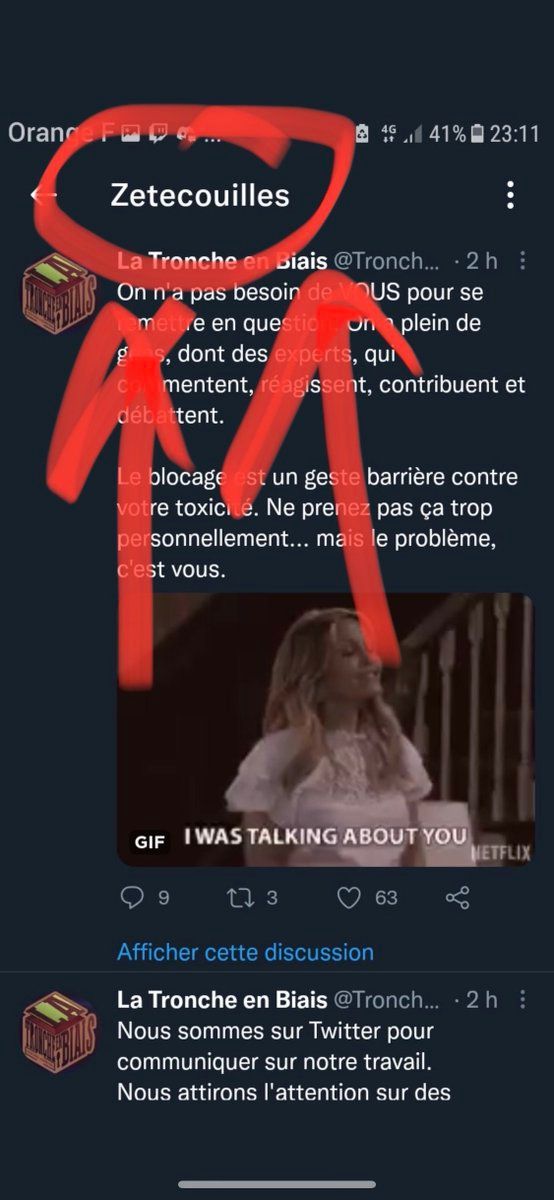 Orange F ... 4G 41% 23:11
Zetecouilles
La Tronche en Biais @Tronch... · 2 h
On n'a pas besoin de VOUS pour se
remettre en question. On a plein de
gens, dont des experts, qui
commentent, réagissent, contribuent et
débattent.
Le blocage est un geste barrière contre
votre toxicité. Ne prenez pas ça trop
personnellement... mais le problème,
c'est vous.
GIF I WAS TALKING ABOUT YOU
NETFLIX
9 3 63
Afficher cette discussion
La Tronche en Biais @Tronch... · 2 h
TRONCHE EN BIAIS
Nous sommes sur Twitter pour
communiquer sur notre travail.
Nous attirons l'attention sur des